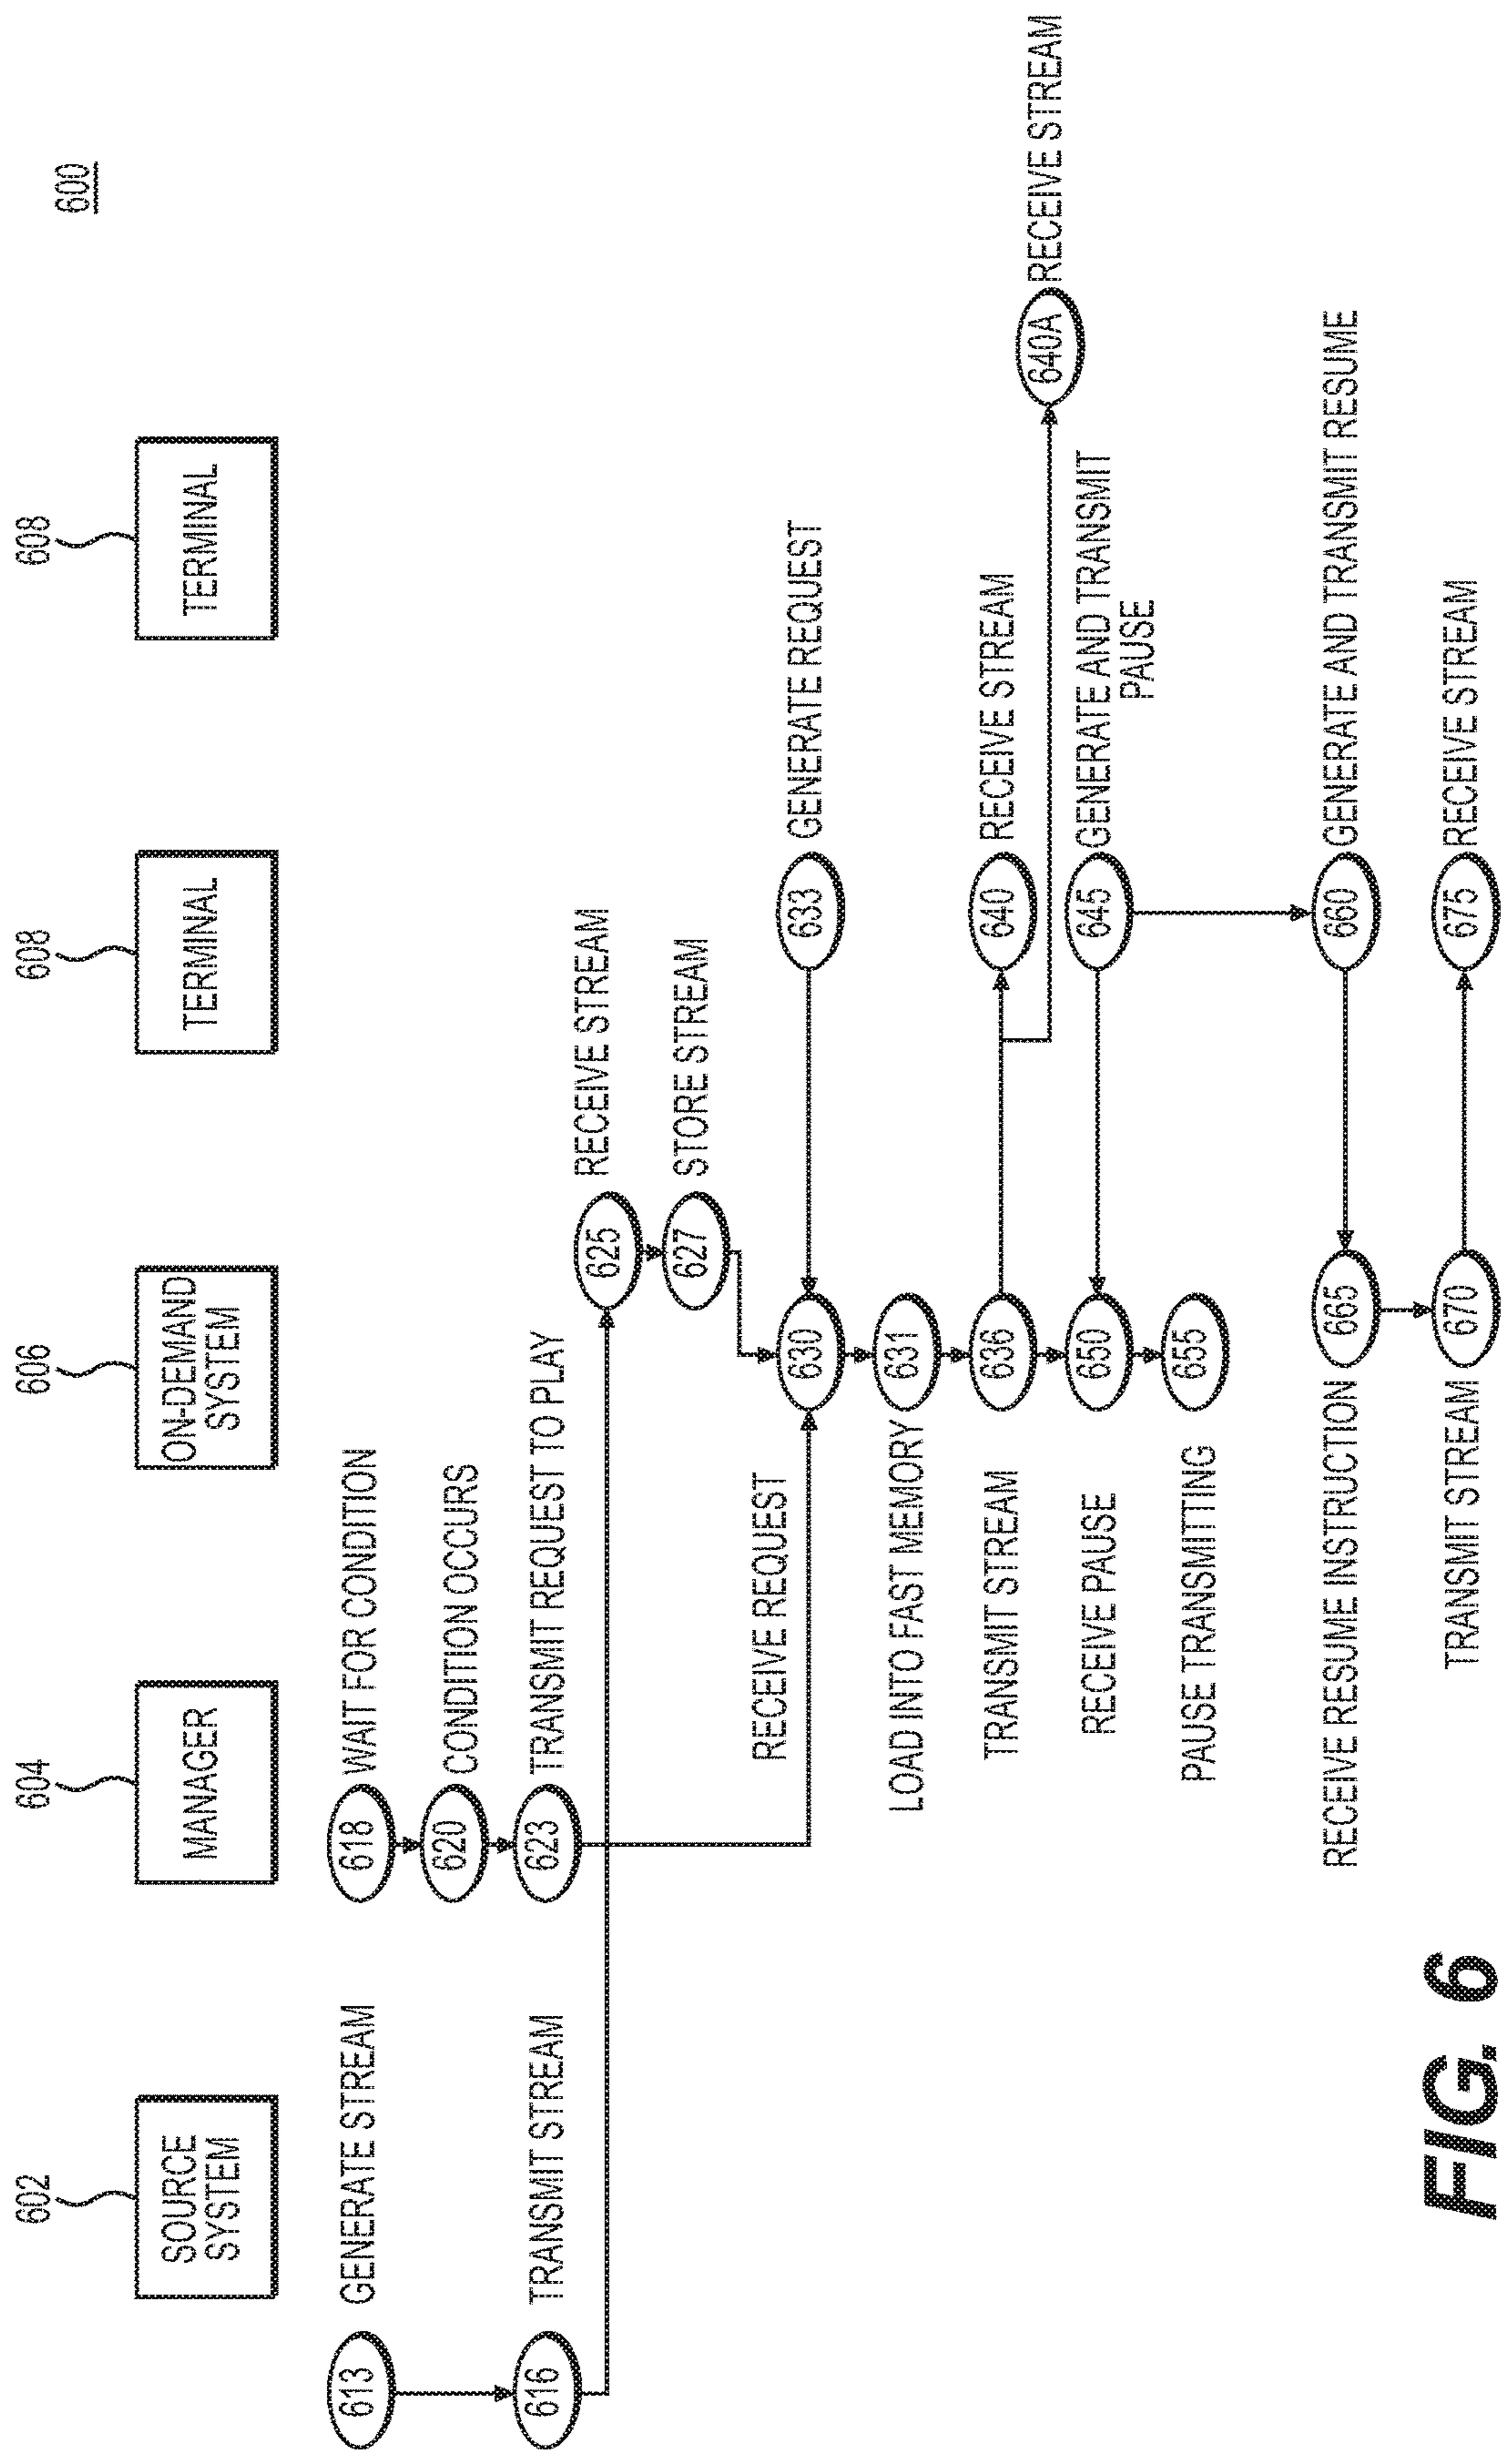 600
602
604
606
608
608
SOURCE
SYSTEM
MANAGER
ON-DEMAND
SYSTEM
TERMINAL
TERMINAL
613
GENERATE STREAM
618
WAIT FOR CONDITION
620
CONDITION OCCURS
616
TRANSMIT STREAM
623
TRANSMIT REQUEST TO PLAY
625
RECEIVE STREAM
627
STORE STREAM
RECEIVE REQUEST
630
633
GENERATE REQUEST
LOAD INTO FAST MEMORY
631
TRANSMIT STREAM
636
640
RECEIVE STREAM
640A
RECEIVE STREAM
RECEIVE PAUSE
650
645
GENERATE AND TRANSMIT
PAUSE
PAUSE TRANSMITTING
655
RECEIVE RESUME INSTRUCTION
665
660
GENERATE AND TRANSMIT RESUME
TRANSMIT STREAM
670
675
RECEIVE STREAM
FIG. 6